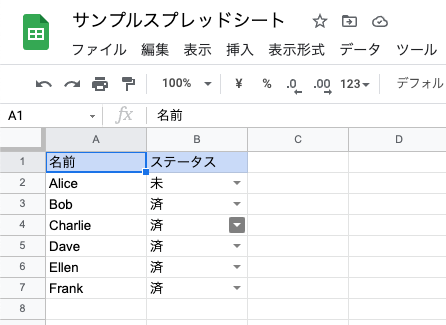 サンプルスプレッドシート
ファイル 編集 表示 挿入 表示形式 データ ツール
100% ¥ % .0 .00 123 デフォル
A1 fx 名前
A B C D
1 名前 ステータス
2 Alice 未
3 Bob 済
4 Charlie 済
5 Dave 済
6 Ellen 済
7 Frank 済
8